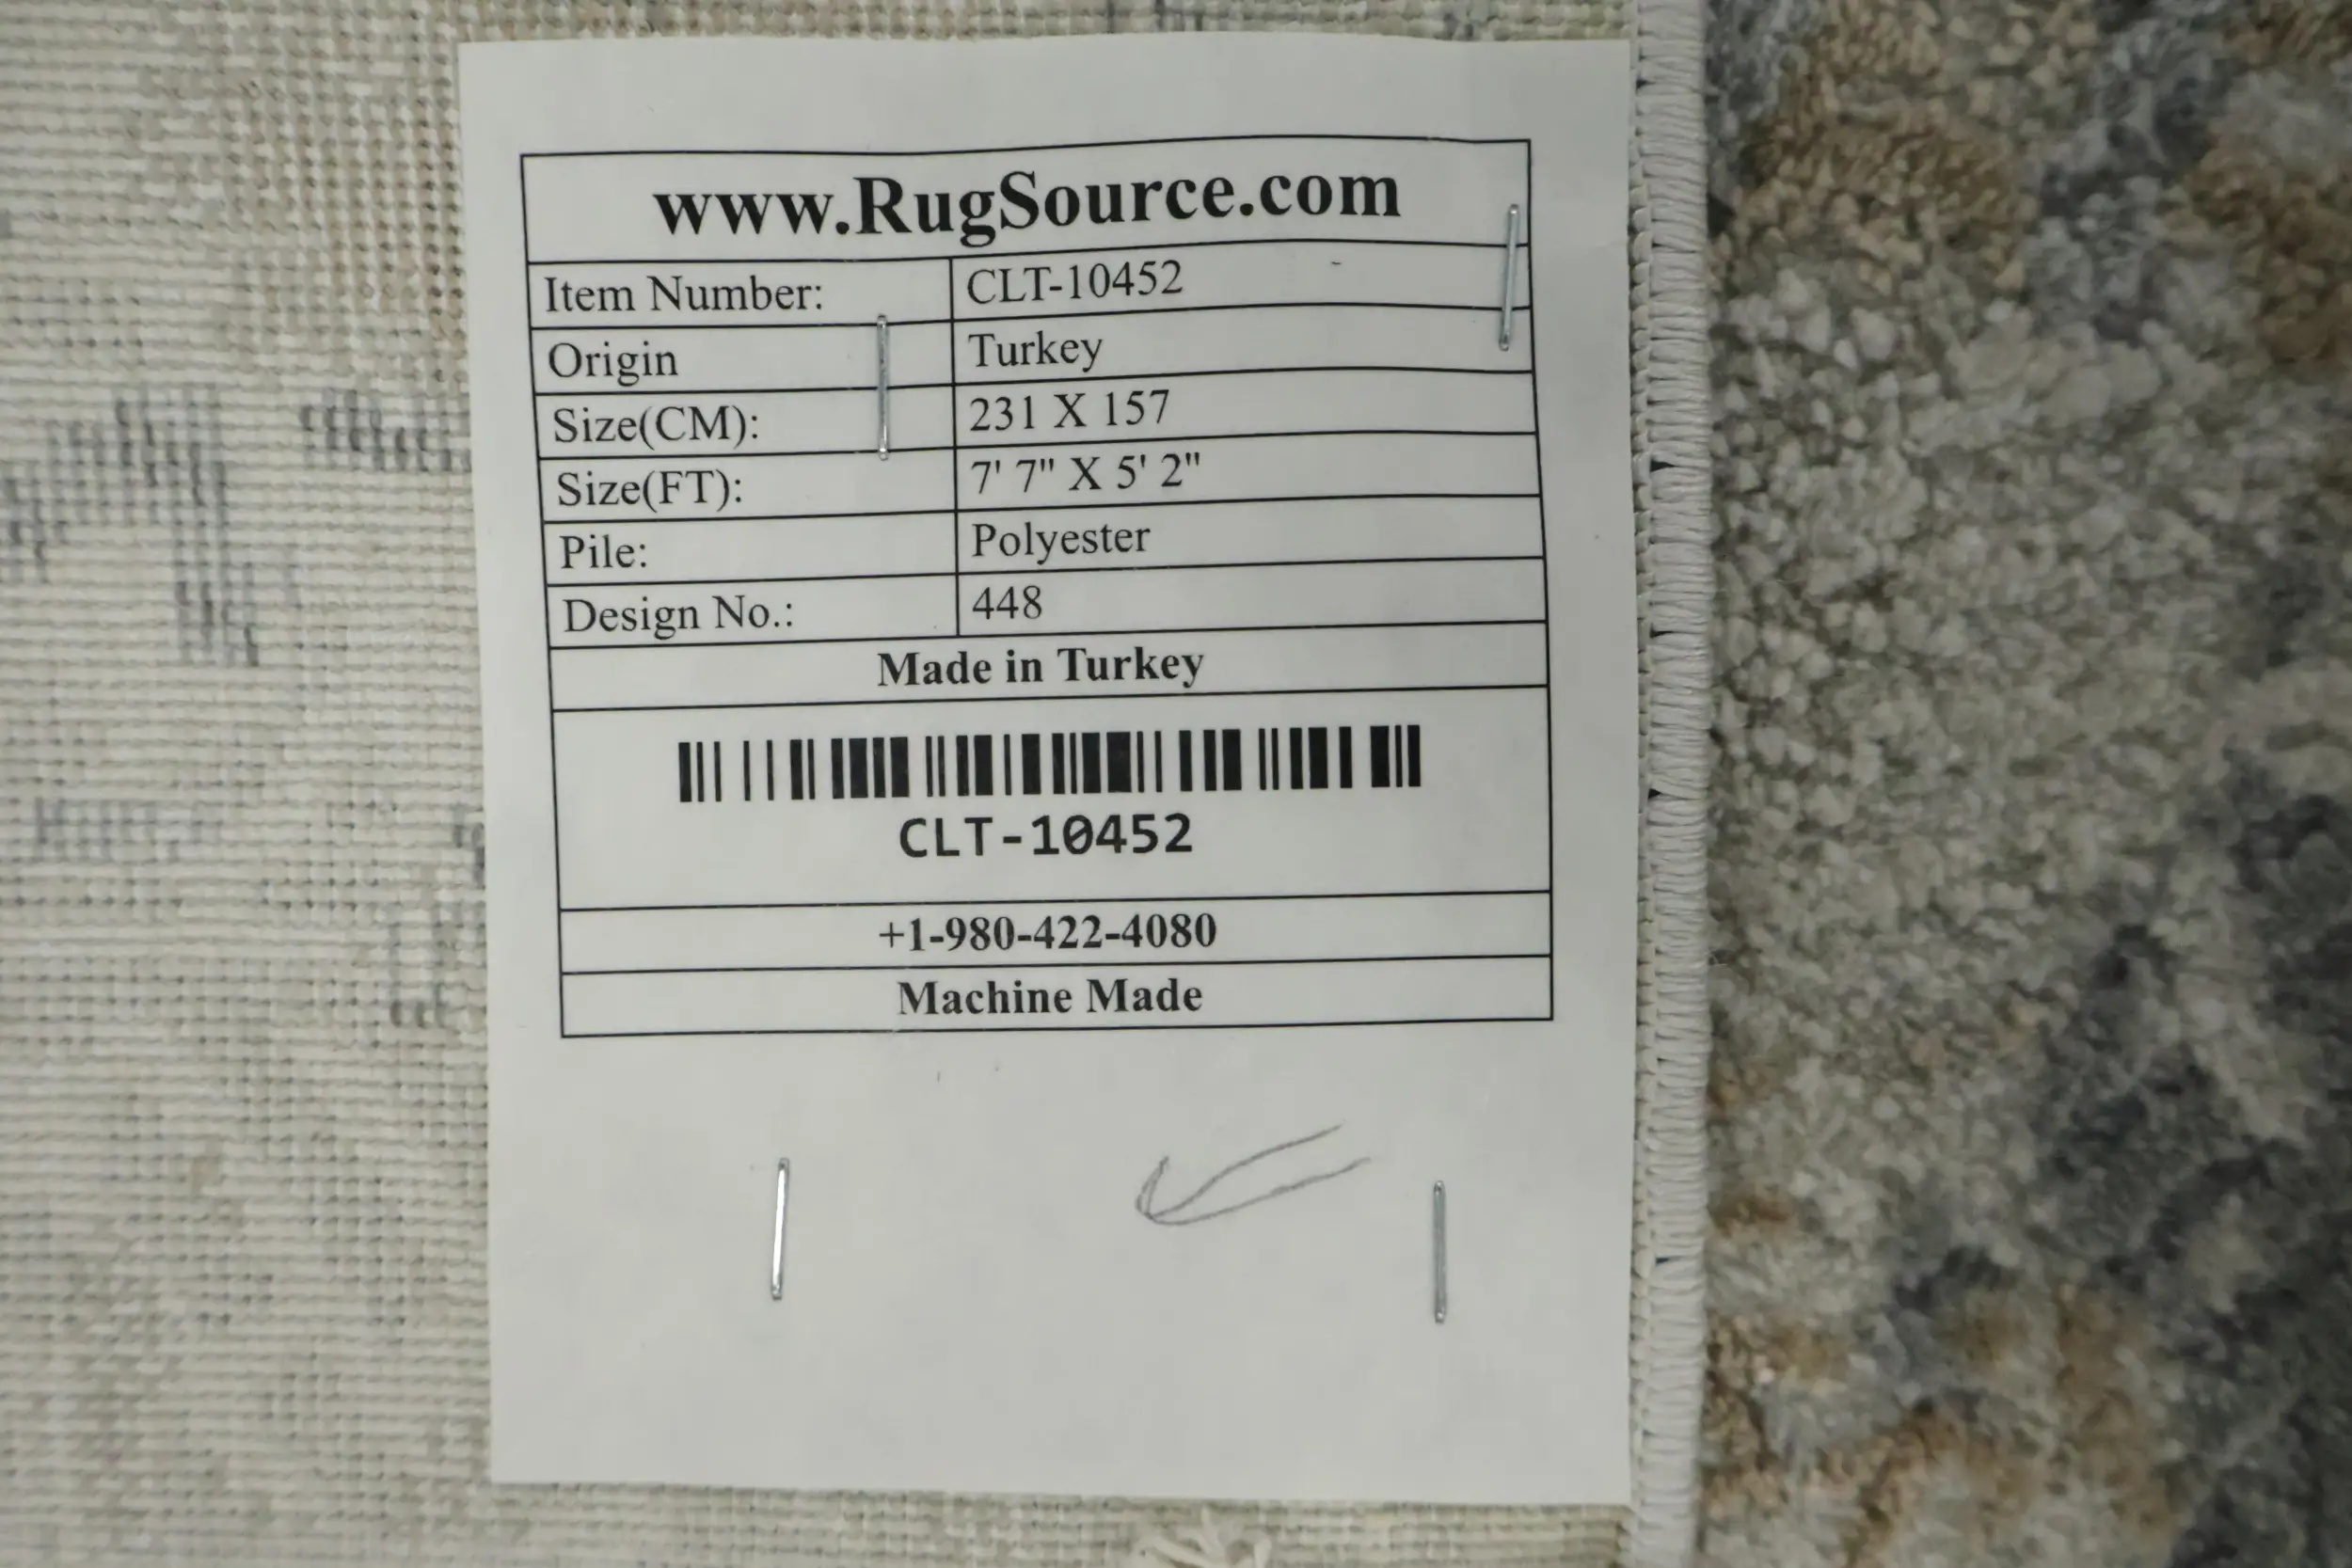 www.RugSource.com
Item Number: CLT-10452
Origin Turkey
Size(CM): 231 X 157
Size(FT): 7' 7" X 5' 2"
Pile: Polyester
Design No.: 448
Made in Turkey
CLT-10452
+1-980-422-4080
Machine Made